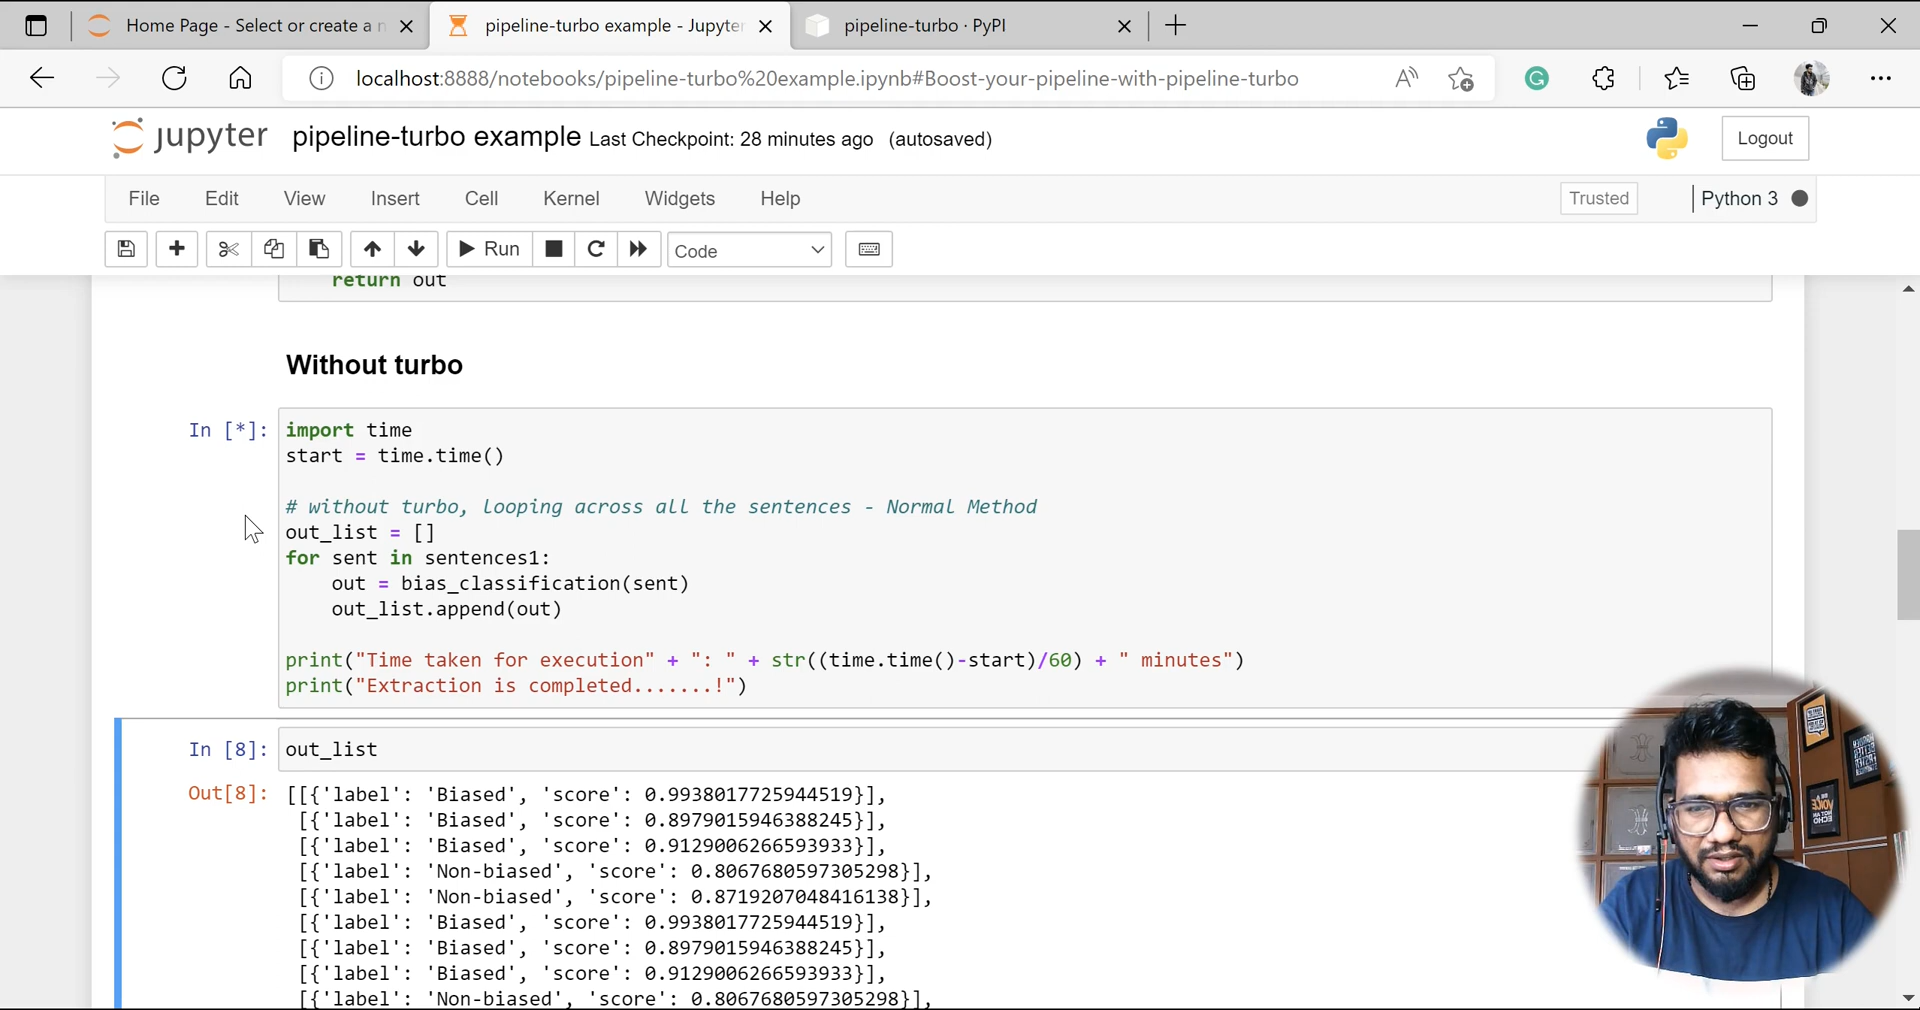 Home Page - Select or create a n
pipeline-turbo example - Jupyter
pipeline-turbo · PyPI
localhost:8888/notebooks/pipeline-turbo%20example.ipynb#Boost-your-pipeline-with-pipeline-turbo
jupyter pipeline-turbo example Last Checkpoint: 28 minutes ago (autosaved)
Logout
File Edit View Insert Cell Kernel Widgets Help
Trusted
Python 3
Run
Code
return out
Without turbo
In [*]:
import time
start = time.time()
# without turbo, looping across all the sentences - Normal Method
out_list = []
for sent in sentences1:
    out = bias_classification(sent)
    out_list.append(out)
print("Time taken for execution" + ": " + str((time.time()-start)/60) + " minutes")
print("Extraction is completed.......!")
In [8]: out_list
Out[8]: [[{'label': 'Biased', 'score': 0.9938017725944519}],
[{'label': 'Biased', 'score': 0.8979015946388245}],
[{'label': 'Biased', 'score': 0.9129006266593933}],
[{'label': 'Non-biased', 'score': 0.8067680597305298}],
[{'label': 'Non-biased', 'score': 0.8719207048416138}],
[{'label': 'Biased', 'score': 0.9938017725944519}],
[{'label': 'Biased', 'score': 0.8979015946388245}],
[{'label': 'Biased', 'score': 0.9129006266593933}],
[{'label': 'Non-biased', 'score': 0.8067680597305298}],